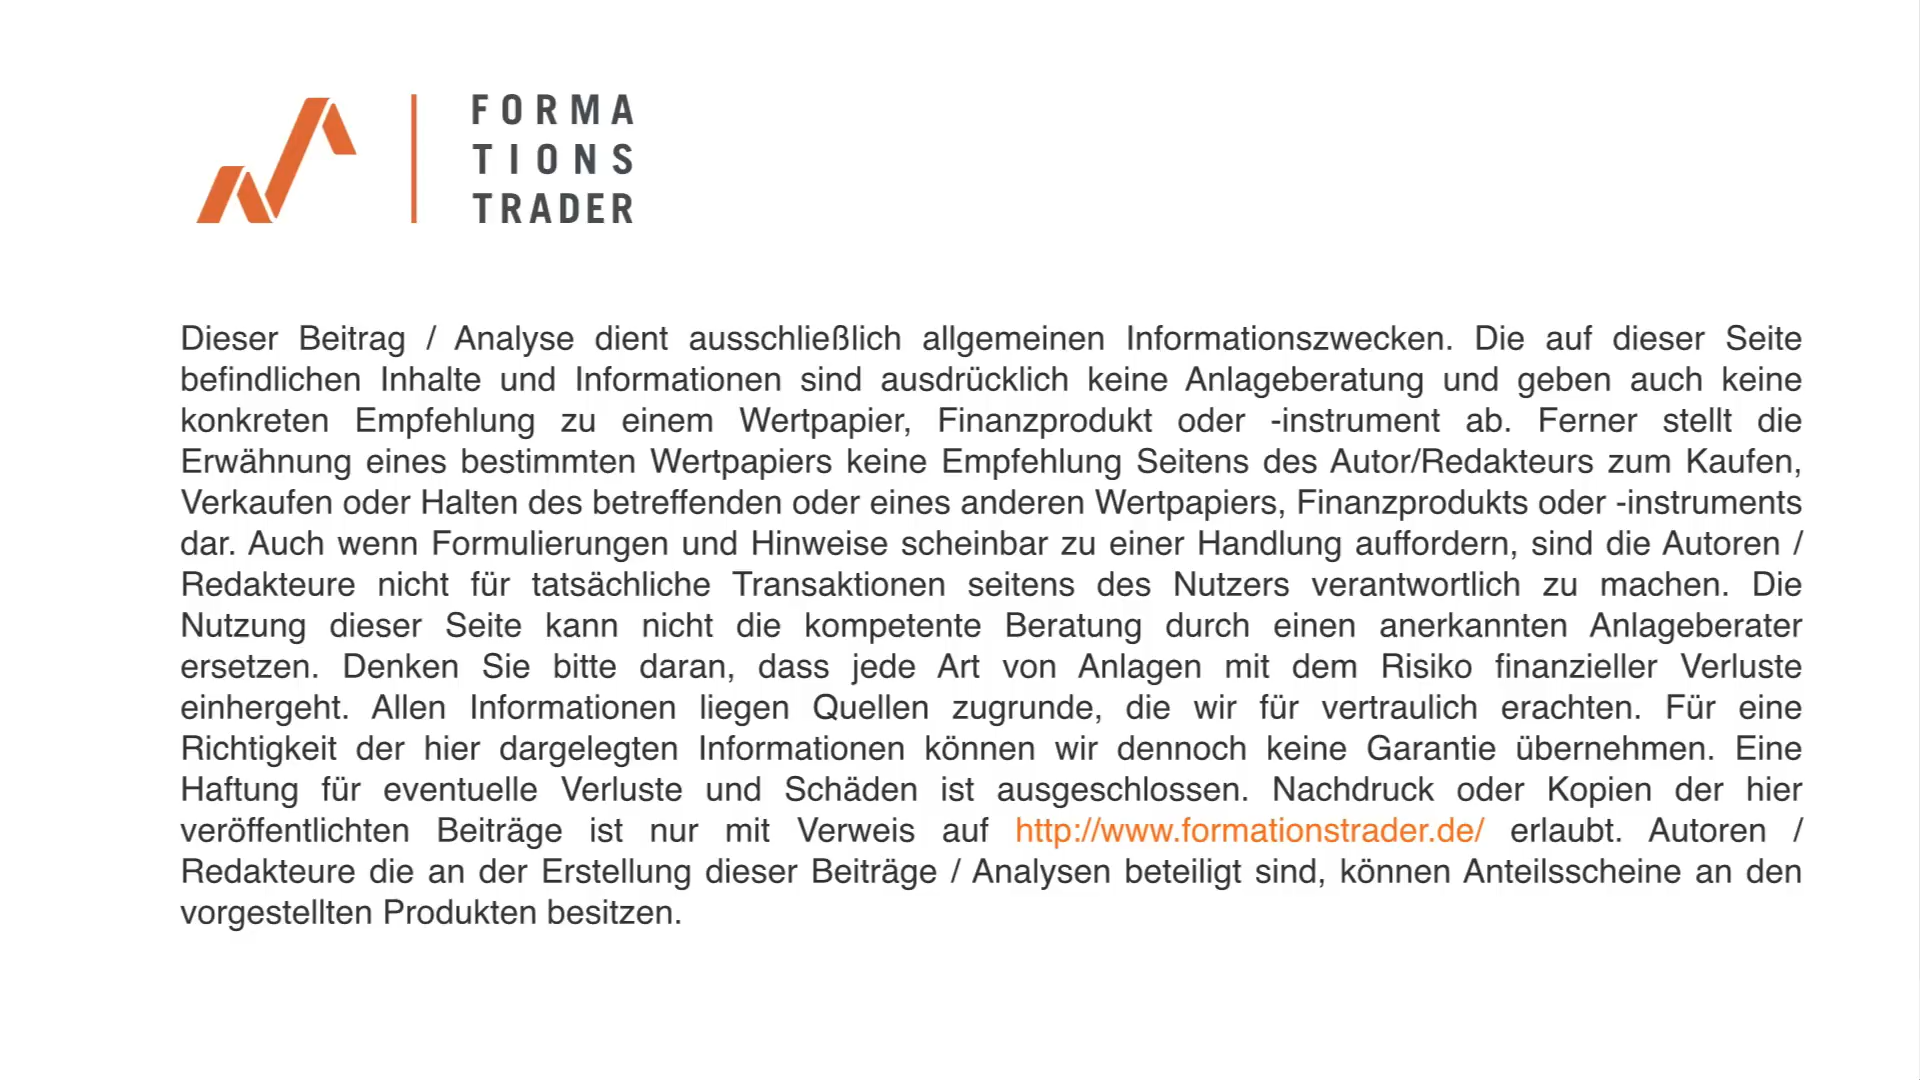 FORMA
TIONS
TRADER
Dieser Beitrag / Analyse dient ausschließlich allgemeinen Informationszwecken. Die auf dieser Seite
befindlichen Inhalte und Informationen sind ausdrücklich keine Anlageberatung und geben auch keine
konkreten Empfehlung zu einem Wertpapier, Finanzprodukt oder -instrument ab. Ferner stellt die
Erwähnung eines bestimmten Wertpapiers keine Empfehlung Seitens des Autor/Redakteurs zum Kaufen,
Verkaufen oder Halten des betreffenden oder eines anderen Wertpapiers, Finanzprodukts oder -instruments
dar. Auch wenn Formulierungen und Hinweise scheinbar zu einer Handlung auffordern, sind die Autoren /
Redakteure nicht für tatsächliche Transaktionen seitens des Nutzers verantwortlich zu machen. Die
Nutzung dieser Seite kann nicht die kompetente Beratung durch einen anerkannten Anlageberater
ersetzen. Denken Sie bitte daran, dass jede Art von Anlagen mit dem Risiko finanzieller Verluste
einhergeht. Allen Informationen liegen Quellen zugrunde, die wir für vertraulich erachten. Für eine
Richtigkeit der hier dargelegten Informationen können wir dennoch keine Garantie übernehmen. Eine
Haftung für eventuelle Verluste und Schäden ist ausgeschlossen. Nachdruck oder Kopien der hier
veröffentlichten Beiträge ist nur mit Verweis auf http://www.formationstrader.de/ erlaubt. Autoren /
Redakteure die an der Erstellung dieser Beiträge / Analysen beteiligt sind, können Anteilsscheine an den
vorgestellten Produkten besitzen.